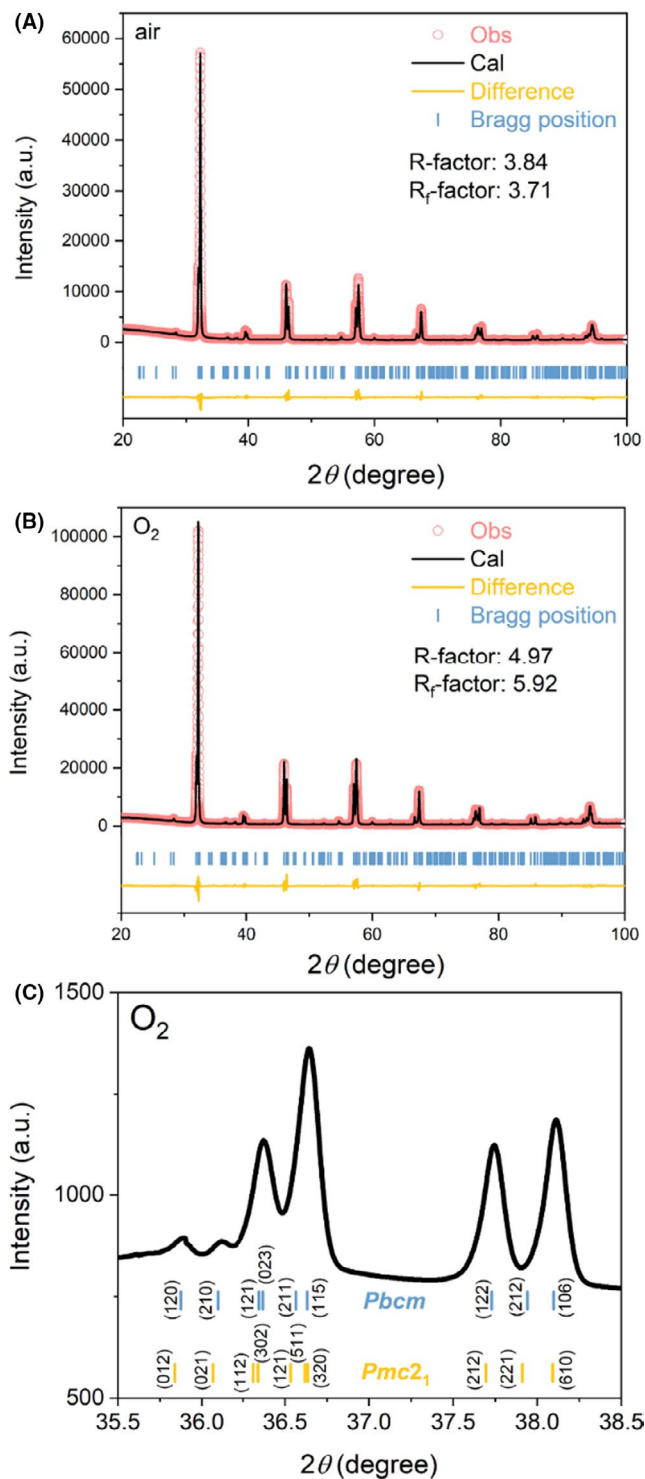 (A)
air
Obs
Cal
Difference
Bragg position
R-factor: 3.84
R_f-factor: 3.71
60000
50000
40000
30000
20000
10000
0
Intensity (a.u.)
20 40 60 80 100
2θ (degree)
(B)
O₂
Obs
Cal
Difference
Bragg position
R-factor: 4.97
R_f-factor: 5.92
100000
80000
60000
40000
20000
0
Intensity (a.u.)
20 40 60 80 100
2θ (degree)
(C)
O₂
1500
1000
500
Intensity (a.u.)
(120) (210) (121) (023) (211) (115) Pbcm (122) (212) (106)
(012) (021) (112) (302) (121) (511) (320) Pmc2₁ (212) (221) (610)
35.5 36.0 36.5 37.0 37.5 38.0 38.5
2θ (degree)